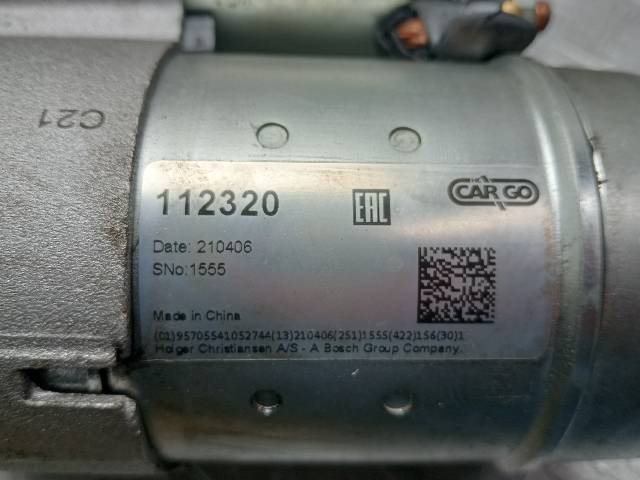 C21
112320
EAC
CARGO
Date: 210406
SNo:1555
Made in China
(01)9570554105274A(13)210406(251)1555(422)156(30)1
Holger Christiansen A/S - A Bosch Group Company.